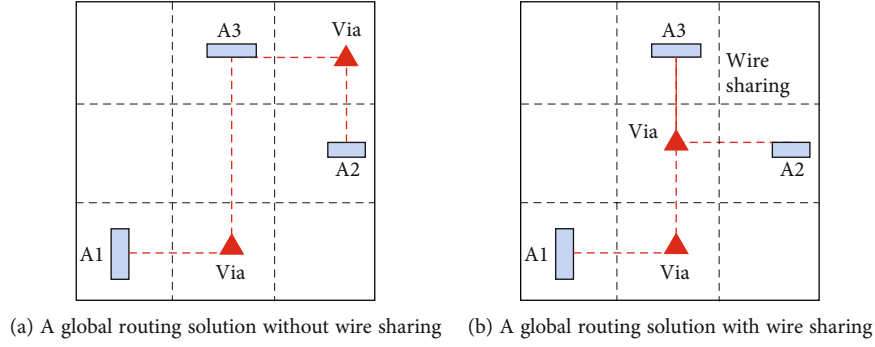 A3
Via
A2
A1
Via
(a) A global routing solution without wire sharing
A3
Wire
sharing
Via
A2
A1
Via
(b) A global routing solution with wire sharing